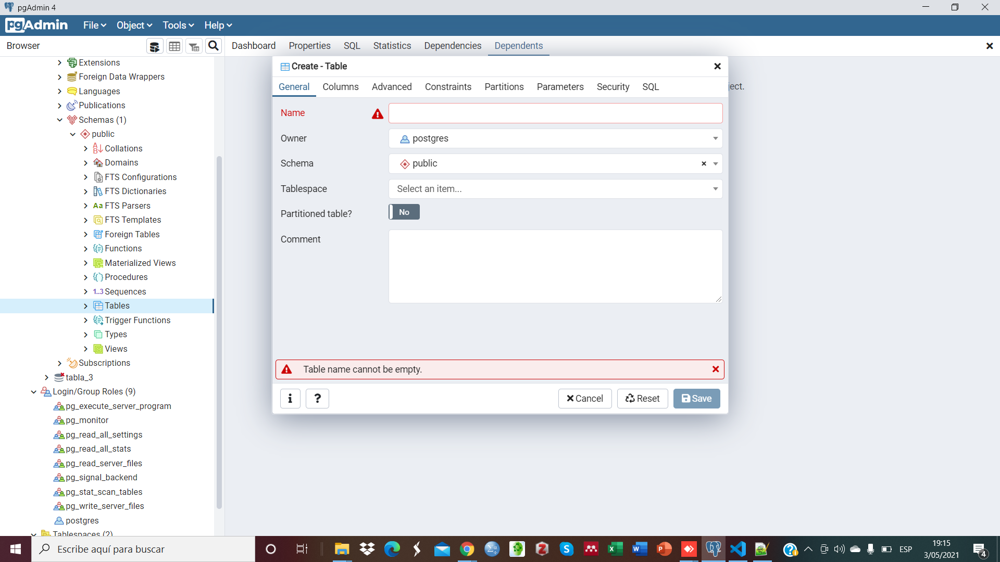 pgAdmin 4
pgAdmin File Object Tools Help
Browser
Dashboard Properties SQL Statistics Dependencies Dependents
Extensions
Foreign Data Wrappers
Languages
Publications
Schemas (1)
public
Collations
Domains
FTS Configurations
FTS Dictionaries
Aa FTS Parsers
FTS Templates
Foreign Tables
Functions
Materialized Views
Procedures
1..3 Sequences
Tables
Trigger Functions
Types
Views
Subscriptions
tabla_3
Login/Group Roles (9)
pg_execute_server_program
pg_monitor
pg_read_all_settings
pg_read_all_stats
pg_read_server_files
pg_signal_backend
pg_stat_scan_tables
pg_write_server_files
postgres
Tablespaces (2)
Create - Table
General Columns Advanced Constraints Partitions Parameters Security SQL
ject.
Name
Owner postgres
Schema public
Tablespace Select an item...
Partitioned table? No
Comment
Table name cannot be empty.
i ? Cancel Reset Save
Escribe aquí para buscar
ESP
19:15
3/05/2021
4